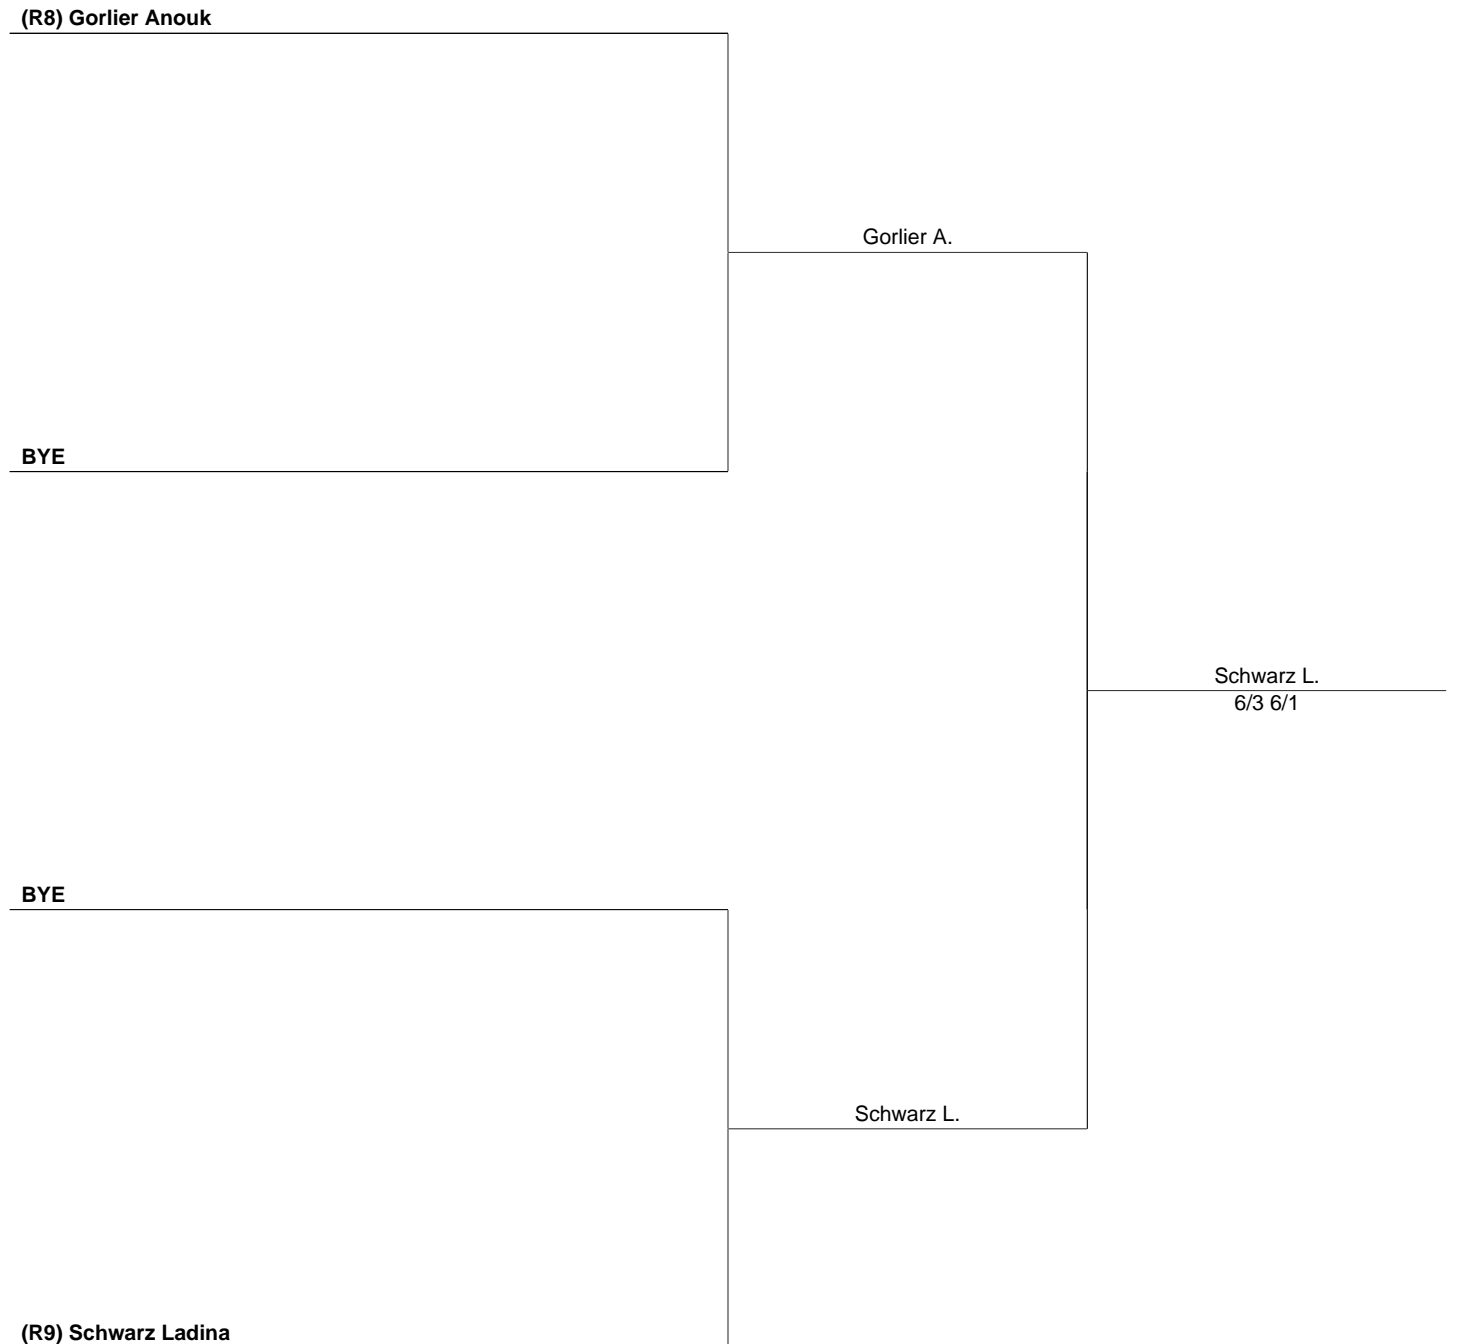 (R8) Gorlier Anouk
Gorlier A.
BYE
Schwarz L.
6/3 6/1
BYE
Schwarz L.
(R9) Schwarz Ladina